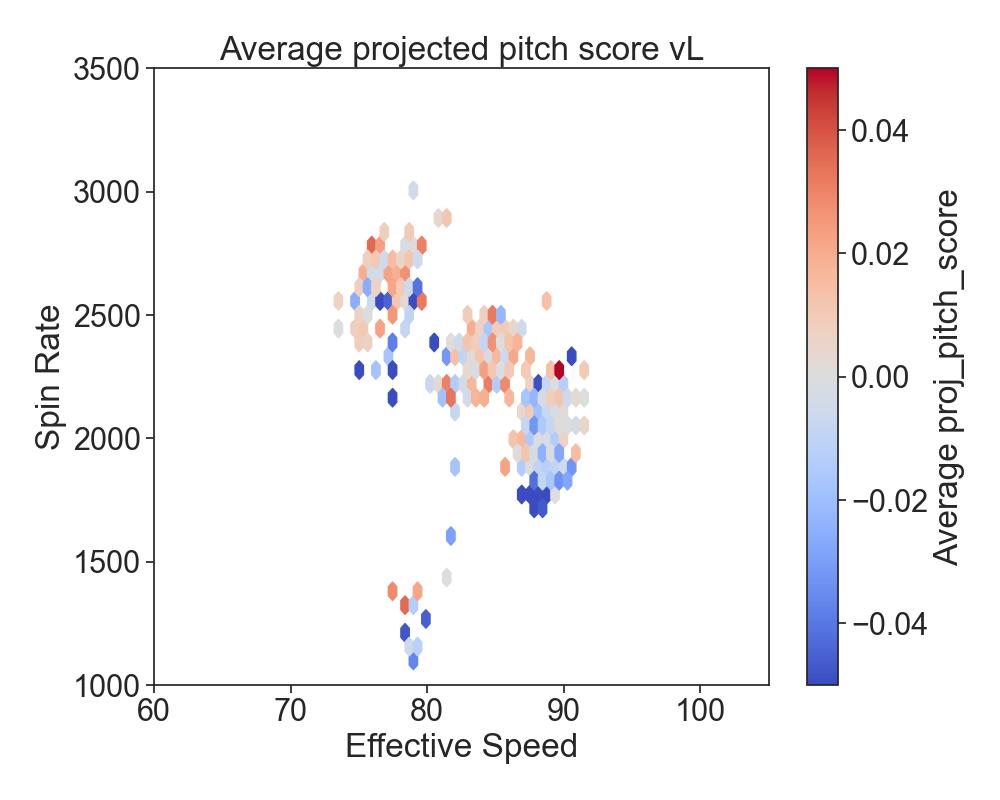 Average projected pitch score vL
3500
3000
2500
2000
1500
1000
Spin Rate
60 70 80 90 100
Effective Speed
0.04
0.02
0.00
−0.02
−0.04
Average proj_pitch_score